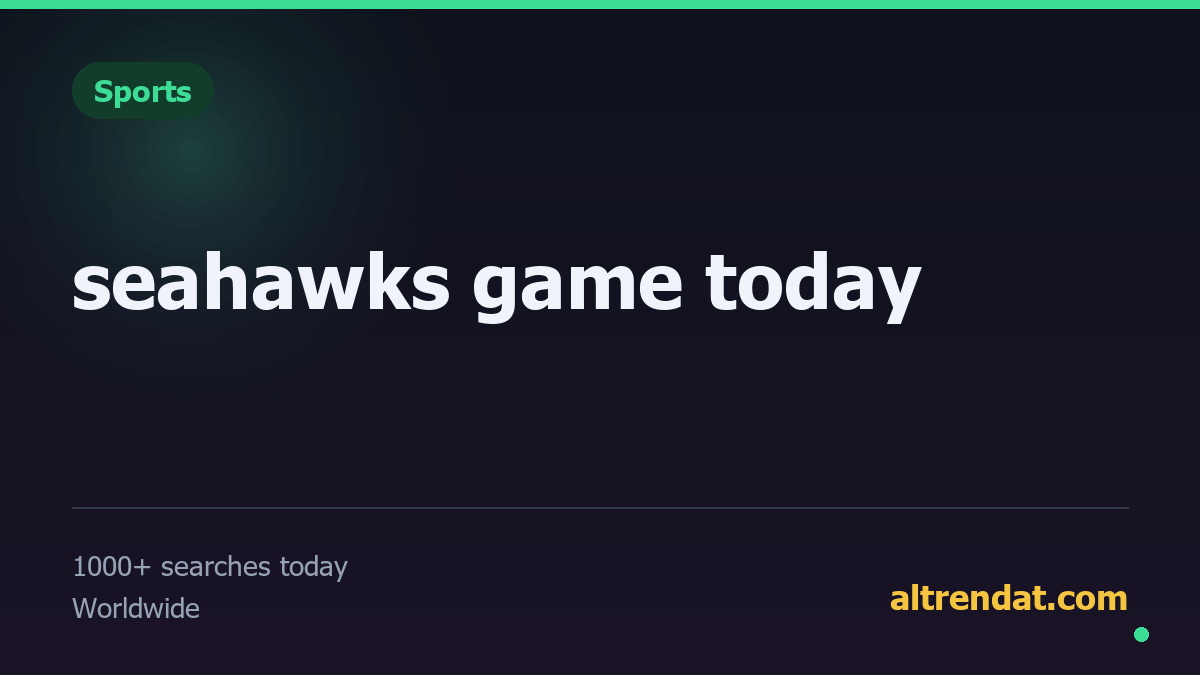 Sports
seahawks game today
1000+ searches today
Worldwide
altrendat.com